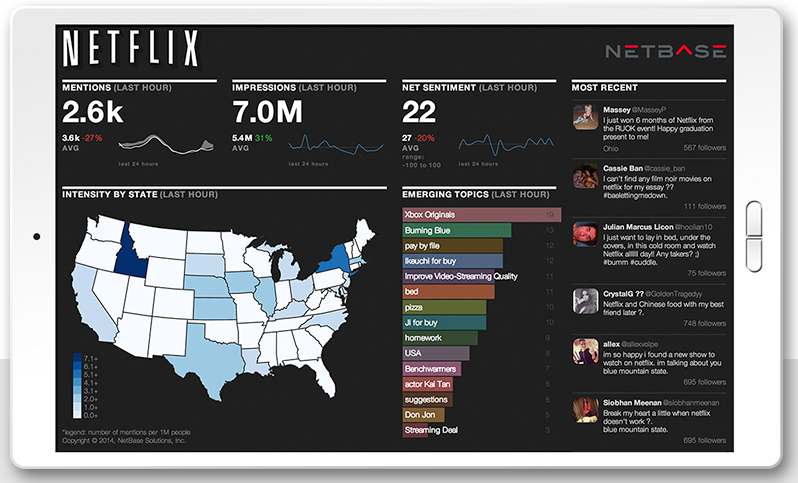 NETFLIX
NETBASE
MENTIONS (LAST HOUR)
2.6k
3.6k -27%
AVG
last 24 hours
IMPRESSIONS (LAST HOUR)
7.0M
5.4M 31%
AVG
last 24 hours
NET SENTIMENT (LAST HOUR)
22
27 -20%
AVG
range:
-100 to 100
last 24 hours
INTENSITY BY STATE (LAST HOUR)
7.1+
6.1+
5.1+
4.1+
3.1+
2.0+
1.0+
0.0+
*legend: number of mentions per 1M people
Copyright © 2014, NetBase Solutions, Inc.
EMERGING TOPICS (LAST HOUR)
Xbox Originals 19
Burning Blue 13
pay by file 12
Ikeuchi for buy 12
Improve Video-Streaming Quality 11
bed 11
pizza 10
Ji for buy 10
homework 9
USA 8
Benchwarmers 7
actor Kal Tan 6
suggestions 6
Don Jon 5
Streaming Deal 3
MOST RECENT
Massey @MasseyP
I just won 6 months of Netflix from
the RUOK event! Happy graduation
present to me!
Ohio 567 followers
Cassie Ban @cassie_ban
I can't find any film noir movies on
netflix for my essay ??
#baelettingmedown.
111 followers
Julian Marcus Licon @hoolian10
I just want to lay in bed, under the
covers, in this cold room and watch
Netflix allllll day!! Any takers? ;)
#bumm #cuddle.
75 followers
CrystalG ?? @GoldenTragedyy
Netflix and Chinese food with my best
friend later ?.
748 followers
allex @allexvolpe
im so happy i found a new show to
watch on netflix. im talking about you
blue mountain state.
695 followers
Siobhan Meenan @siobhanmeenan
Break my heart a little when netflix
doesn't work ?.
blue mountain state.
695 followers